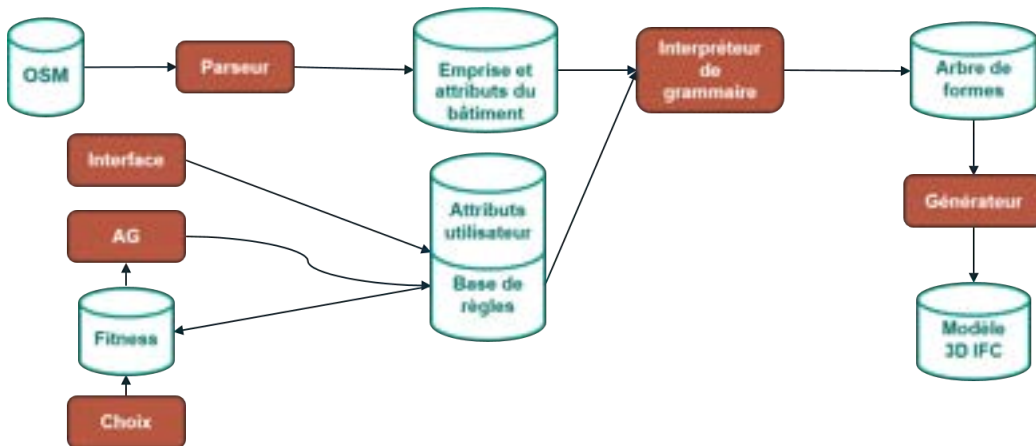 OSM
Parseur
Emprise et
attributs du
bâtiment
Interpréteur
de
grammaire
Arbre de
formes
Interface
Attributs
utilisateur
Générateur
AG
Base de
règles
Fitness
Modèle
3D IFC
Choix